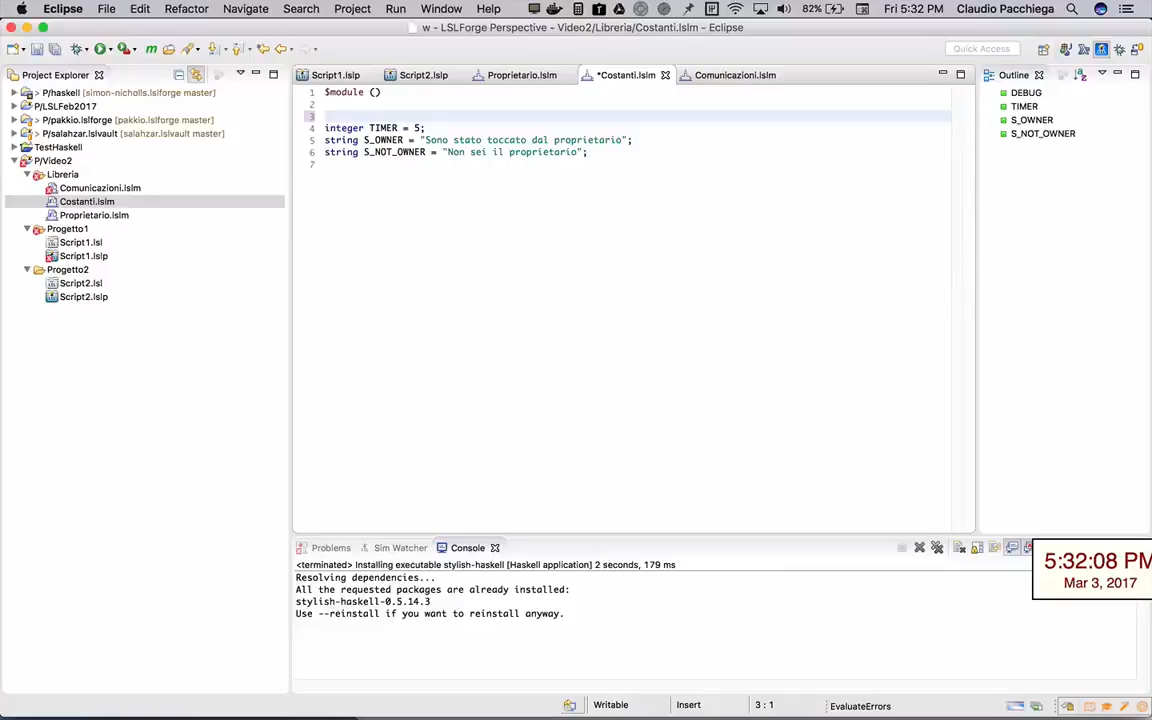 Eclipse File Edit Refactor Navigate Search Project Run Window Help 82% Fri 5:32 PM Claudio Pacchiega
w - LSLForge Perspective - Video2/Libreria/Costanti.lslm - Eclipse
Quick Access
Project Explorer
P/haskell [simon-nicholls.lslforge master]
P/LSLFeb2017
> P/pakkio.lslforge [pakkio.lslforge master]
> P/salahzar.lslvault [salahzar.lslvault master]
TestHaskell
P/Video2
Libreria
Comunicazioni.lslm
Costanti.lslm
Proprietario.lslm
Progetto1
Script1.lsl
Script1.lslp
Progetto2
Script2.lsl
Script2.lslp
Script1.lslp Script2.lslp Proprietario.lslm *Costanti.lslm Comunicazioni.lslm
1 $module ()
2
3
4 integer TIMER = 5;
5 string S_OWNER = "Sono stato toccato dal proprietario";
6 string S_NOT_OWNER = "Non sei il proprietario";
7
Outline
DEBUG
TIMER
S_OWNER
S_NOT_OWNER
Problems Sim Watcher Console
<terminated> Installing executable stylish-haskell [Haskell application] 2 seconds, 179 ms
Resolving dependencies...
All the requested packages are already installed:
stylish-haskell-0.5.14.3
Use --reinstall if you want to reinstall anyway.
5:32:08 PM
Mar 3, 2017
Writable Insert 3 : 1 EvaluateErrors